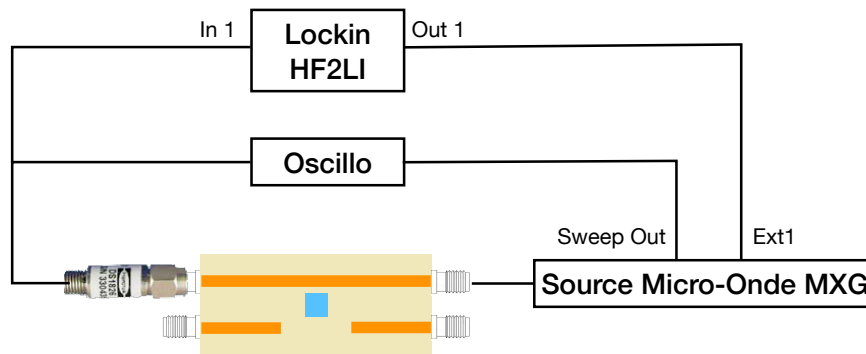 In 1
Lockin
HF2LI
Out 1
Oscillo
Sweep Out
Ext1
Source Micro-Onde MXG